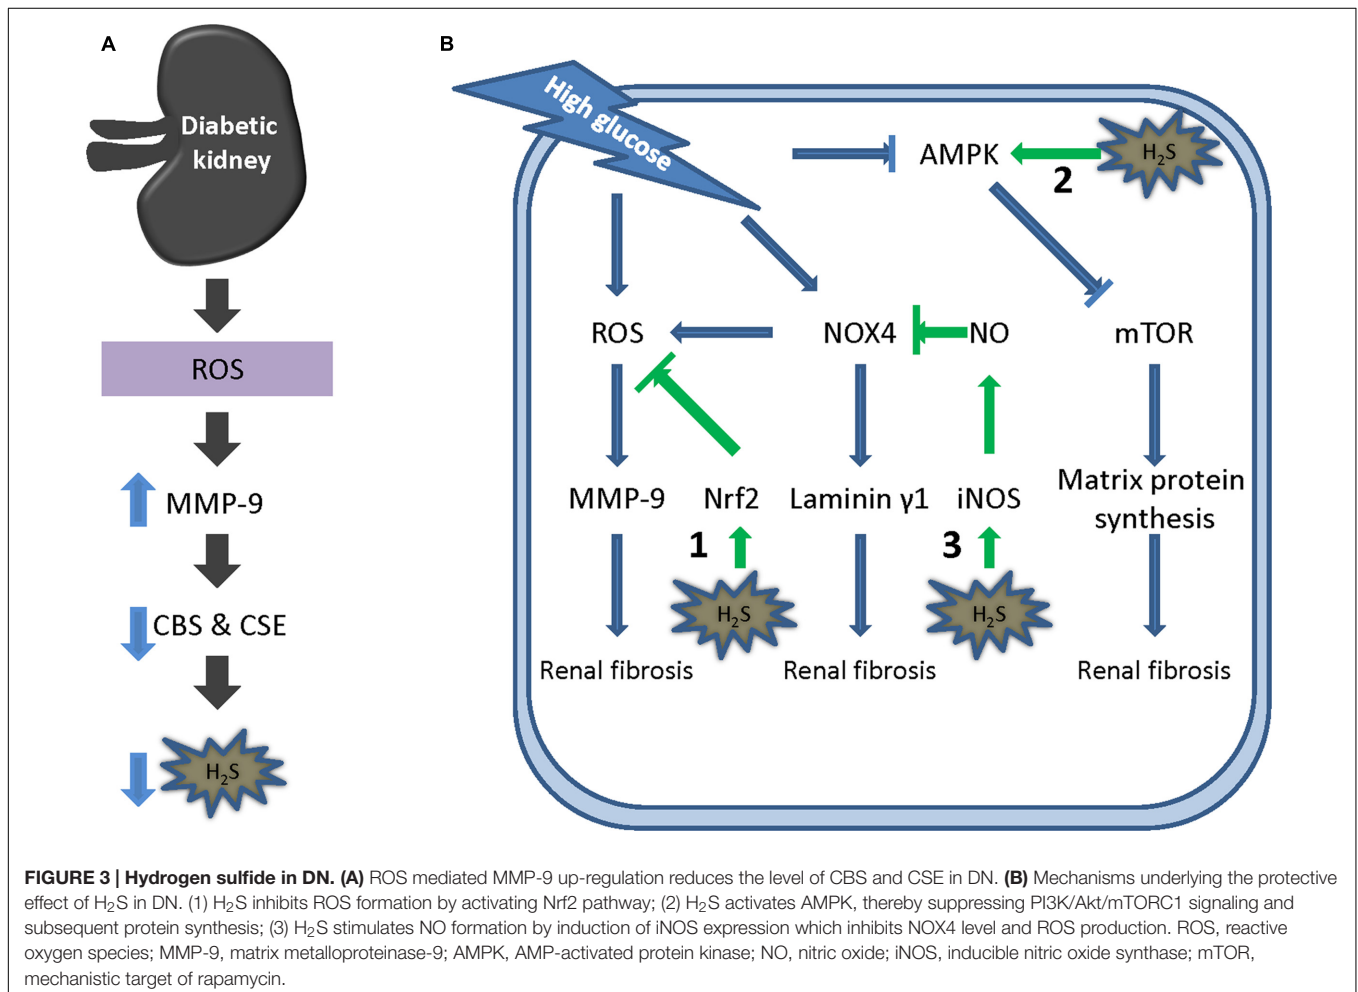 A
Diabetic
kidney
ROS
MMP-9
CBS & CSE
H₂S
B
High glucose
AMPK
H₂S
2
ROS
NOX4
NO
mTOR
MMP-9
Nrf2
Laminin γ1
iNOS
Matrix protein
synthesis
1
3
H₂S
H₂S
Renal fibrosis
Renal fibrosis
Renal fibrosis
FIGURE 3 | Hydrogen sulfide in DN. (A) ROS mediated MMP-9 up-regulation reduces the level of CBS and CSE in DN. (B) Mechanisms underlying the protective
effect of H₂S in DN. (1) H₂S inhibits ROS formation by activating Nrf2 pathway; (2) H₂S activates AMPK, thereby suppressing PI3K/Akt/mTORC1 signaling and
subsequent protein synthesis; (3) H₂S stimulates NO formation by induction of iNOS expression which inhibits NOX4 level and ROS production. ROS, reactive
oxygen species; MMP-9, matrix metalloproteinase-9; AMPK, AMP-activated protein kinase; NO, nitric oxide; iNOS, inducible nitric oxide synthase; mTOR,
mechanistic target of rapamycin.